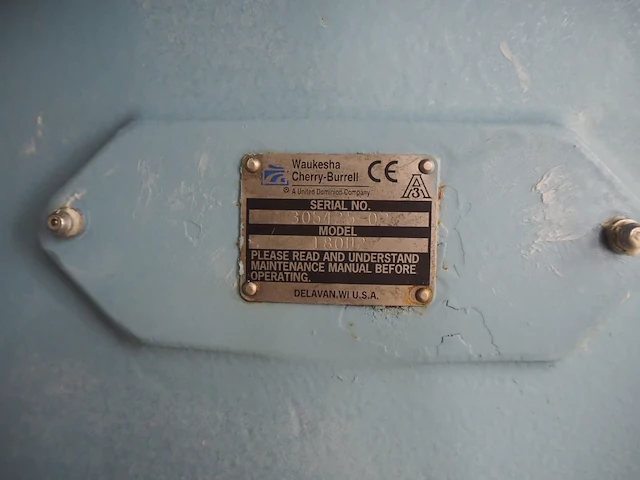 Waukesha
Cherry-Burrell CE
® A United Dominion Company
3 A
SERIAL NO.
MODEL
PLEASE READ AND UNDERSTAND
MAINTENANCE MANUAL BEFORE
OPERATING.
DELAVAN, WI U.S.A.